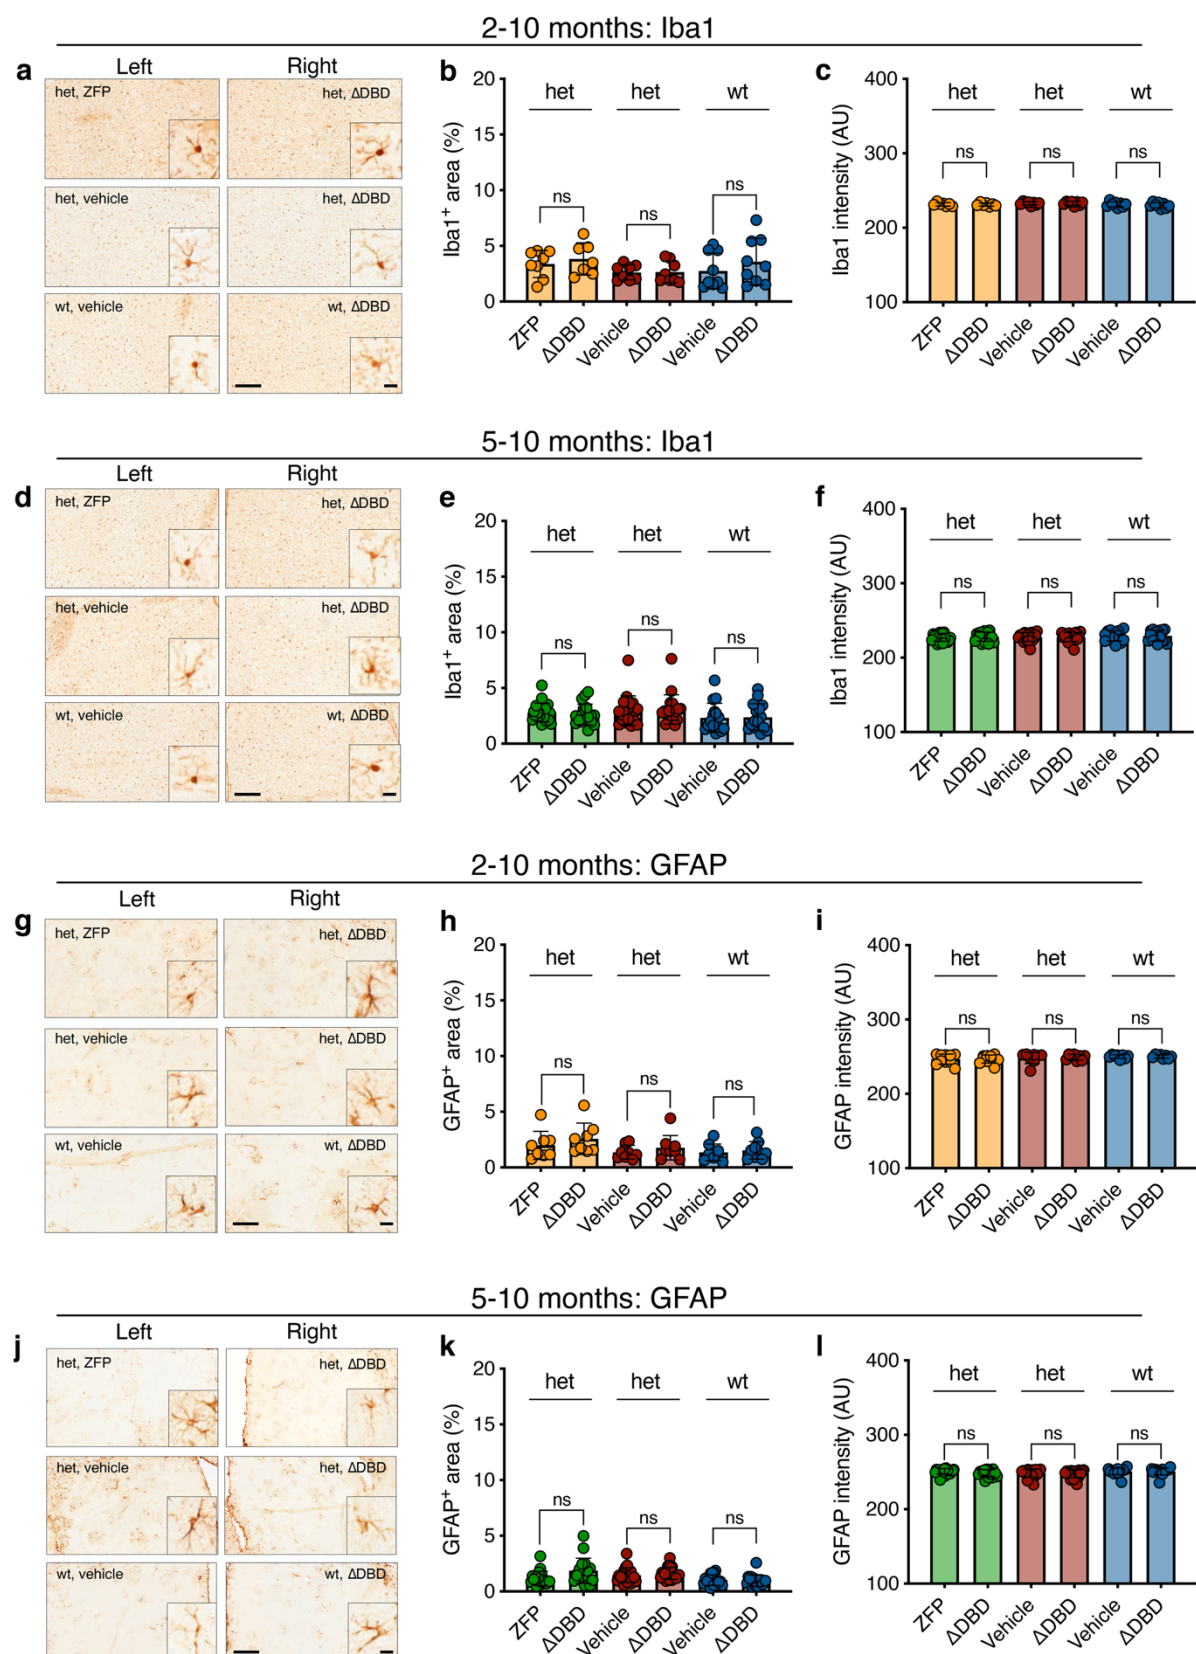 2-10 months: Iba1
a
Left
Right
het, ZFP
het, ΔDBD
het, vehicle
het, ΔDBD
wt, vehicle
wt, ΔDBD
b
Iba1⁺ area (%)
20
15
10
5
0
het
het
wt
ns
ns
ns
ZFP
ΔDBD
Vehicle
ΔDBD
Vehicle
ΔDBD
c
Iba1 intensity (AU)
400
300
200
100
het
het
wt
ns
ns
ns
ZFP
ΔDBD
Vehicle
ΔDBD
Vehicle
ΔDBD
5-10 months: Iba1
d
Left
Right
het, ZFP
het, ΔDBD
het, vehicle
het, ΔDBD
wt, vehicle
wt, ΔDBD
e
Iba1⁺ area (%)
20
15
10
5
0
het
het
wt
ns
ns
ns
ZFP
ΔDBD
Vehicle
ΔDBD
Vehicle
ΔDBD
f
Iba1 intensity (AU)
400
300
200
100
het
het
wt
ns
ns
ns
ZFP
ΔDBD
Vehicle
ΔDBD
Vehicle
ΔDBD
2-10 months: GFAP
g
Left
Right
het, ZFP
het, ΔDBD
het, vehicle
het, ΔDBD
wt, vehicle
wt, ΔDBD
h
GFAP⁺ area (%)
20
15
10
5
0
het
het
wt
ns
ns
ns
ZFP
ΔDBD
Vehicle
ΔDBD
Vehicle
ΔDBD
i
GFAP intensity (AU)
400
300
200
100
het
het
wt
ns
ns
ns
ZFP
ΔDBD
Vehicle
ΔDBD
Vehicle
ΔDBD
5-10 months: GFAP
j
Left
Right
het, ZFP
het, ΔDBD
het, vehicle
het, ΔDBD
wt, vehicle
wt, ΔDBD
k
GFAP⁺ area (%)
20
15
10
5
0
het
het
wt
ns
ns
ns
ZFP
ΔDBD
Vehicle
ΔDBD
Vehicle
ΔDBD
l
GFAP intensity (AU)
400
300
200
100
het
het
wt
ns
ns
ns
ZFP
ΔDBD
Vehicle
ΔDBD
Vehicle
ΔDBD